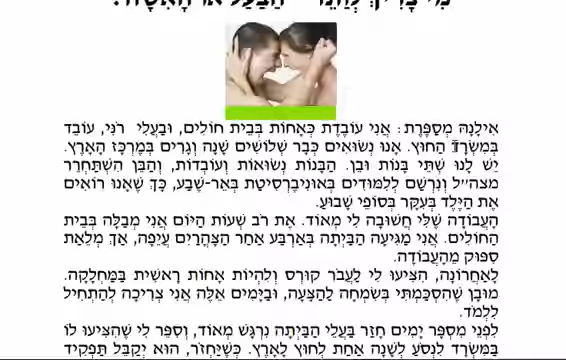 מִי צָרִיךְ לְוַתֵּר – הַבַּעַל אוֹ הָאִשָּׁה?
אִילָנָה מְסַפֶּרֶת: אֲנִי עוֹבֶדֶת כְּאָחוֹת בְּבֵית חוֹלִים, וּבַעֲלִי רֹנִּי, עוֹבֵד
בְּמִשְׂרַד הַחוּץ. אָנוּ נְשׂוּאִים כְּבָר שְׁלוֹשִׁים שָׁנָה וְגָרִים בְּמֶרְכַּז הָאָרֶץ.
יֵשׁ לָנוּ שְׁתֵּי בָּנוֹת וּבֵן. הַבָּנוֹת נְשׂוּאוֹת וְעוֹבְדוֹת, וְהַבֵּן הִשְׁתַּחְרֵר
מצה״ל וְנִרְשַׁם לַלִּמּוּדִים בְּאוּנִיבֶרְסִיטַת בְּאֵר-שֶׁבַע, כָּךְ שֶׁאָנוּ רוֹאִים
אֶת הַיֶּלֶד בְּעִקָּר בְּסוֹפֵי שָׁבוּעַ.
הָעֲבוֹדָה שֶׁלִּי חֲשׁוּבָה לִי מְאוֹד. אֶת רֹב שְׁעוֹת הַיּוֹם אֲנִי מְבַלָּה בְּבֵית
הַחוֹלִים. אֲנִי מַגִּיעָה הַבַּיְתָה בְּאַרְבַּע אַחַר הַצָּהֳרַיִם עֲיֵפָה, אַךְ מְלֵאַת
סִפּוּק מֵהָעֲבוֹדָה.
לָאַחֲרוֹנָה, הִצִּיעוּ לִי לַעֲבֹר קוּרְס וְלִהְיוֹת אָחוֹת רָאשִׁית בַּמַּחְלָקָה.
מוּבָן שֶׁהִסְכַּמְתִּי בְּשִׂמְחָה לַהַצָּעָה, וּבַיָּמִים אֵלֶּה אֲנִי צְרִיכָה לְהַתְחִיל
לִלְמֹד.
לִפְנֵי מִסְפַּר יָמִים חָזַר בַּעֲלִי הַבַּיְתָה נִרְגָּשׁ מְאוֹד, וְסִפֵּר לִי שֶׁהִצִּיעוּ לוֹ
בַּמִּשְׂרָד לִנְסֹעַ לְשָׁנָה אַחַת לְחוּץ לָאָרֶץ. כְּשֶׁיַּחֲזֹר, הוּא יְקַבֵּל תַּפְקִיד